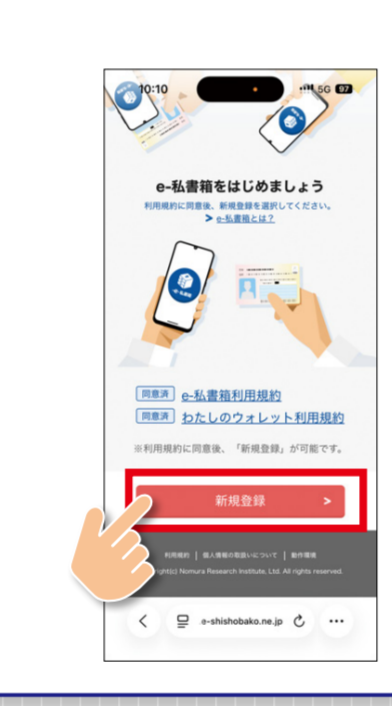 10:10
5G 97
e-私書箱をはじめましょう
利用規約に同意後、新規登録を選択してください。
> e-私書箱とは?
e-私書箱
同意済 e-私書箱利用規約
同意済 わたしのウォレット利用規約
※利用規約に同意後、「新規登録」が可能です。
新規登録 >
利用規約 | 個人情報の取扱いについて | 動作環境
right(c) Nomura Research Institute, Ltd. All rights reserved.
e-shishobako.ne.jp